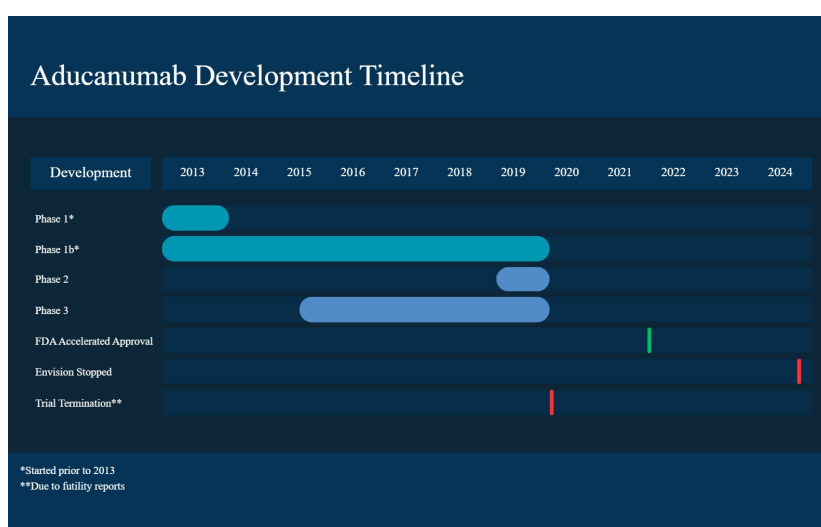 Aducanumab Development Timeline
Development 2013 2014 2015 2016 2017 2018 2019 2020 2021 2022 2023 2024
Phase 1*
Phase 1b*
Phase 2
Phase 3
FDA Accelerated Approval
Envision Stopped
Trial Termination**
*Started prior to 2013
**Due to futility reports